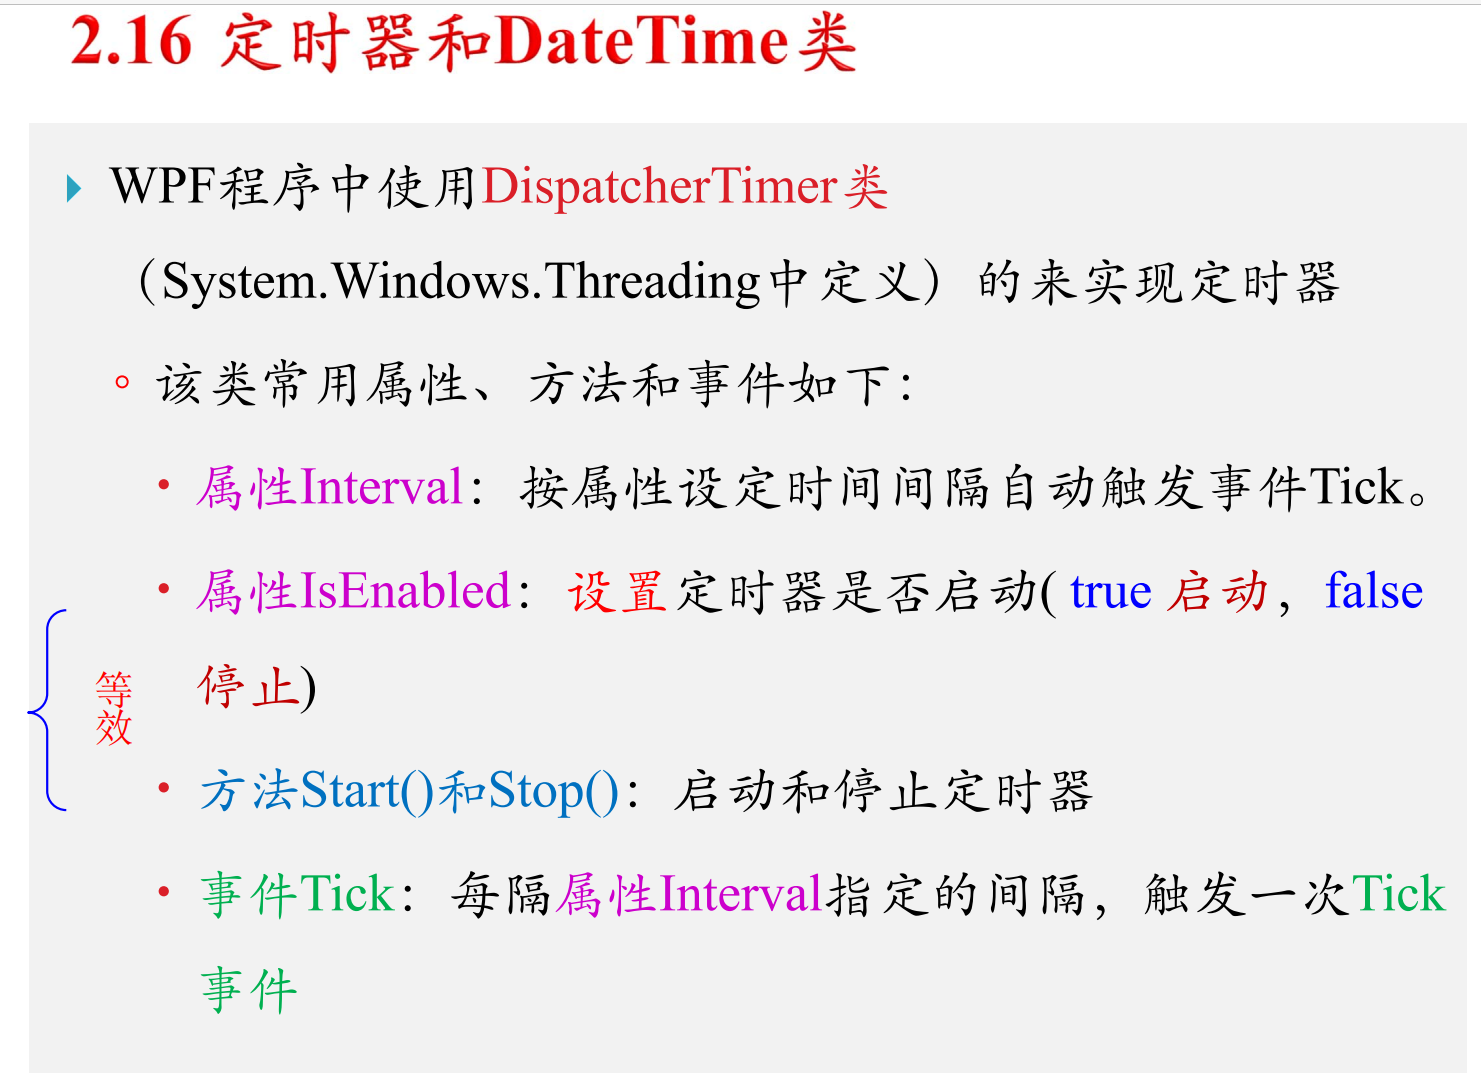 2.16 定时器和DateTime类
WPF程序中使用DispatcherTimer类
（System.Windows.Threading中定义）的来实现定时器
该类常用属性、方法和事件如下：
属性Interval：按属性设定时间间隔自动触发事件Tick。
属性IsEnabled：设置定时器是否启动( true 启动，false
停止)
等效
方法Start()和Stop()：启动和停止定时器
事件Tick：每隔属性Interval指定的间隔，触发一次Tick
事件